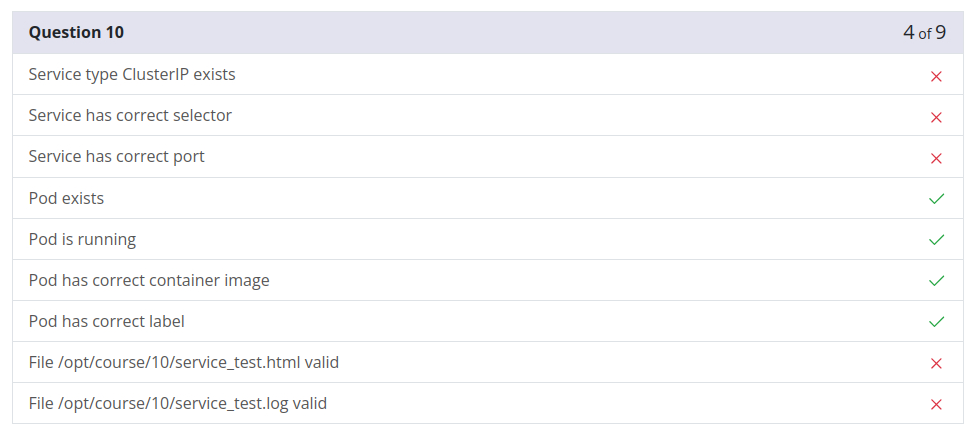 Question 10 4 of 9
Service type ClusterIP exists
Service has correct selector
Service has correct port
Pod exists
Pod is running
Pod has correct container image
Pod has correct label
File /opt/course/10/service_test.html valid
File /opt/course/10/service_test.log valid